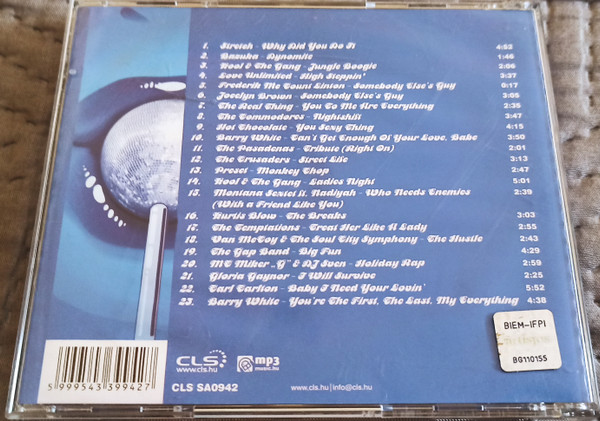 1. Stretch - Why Did You Do It 4:52
2. Bazuka - Dynomite 1:46
3. Kool & The Gang - Jungle Boogie 3:06
4. Love Unlimited - High Steppin' 3:37
5. Frederik Mc Count Linton - Somebody Else's Guy 6:17
6. Jocelyn Brown - Somebody Else's Guy 3:08
7. The Real Thing - You To Me Are Everything 2:35
8. The Commodores - Nightshift 3:47
9. Hot Chocolate - You Sexy Thing 4:15
10. Barry White - Can't Get Enough Of Your Love, Babe 3:50
11. The Pasadenas - Tribute (Right On) 2:01
12. The Crusaders - Street Life 3:13
13. Preset - Monkey Chop 2:47
14. Kool & The Gang - Ladies Night 5:01
15. Montana Sextet ft. Nadiyah - Who Needs Enemies 2:39
(With a Friend Like You)
16. Kurtis Blow - The Breaks 3:03
17. The Temptations - Treat Her Like A Lady 2:55
18. Van McCoy & The Soul City Symphony - The Hustle 2:43
19. The Gap Band - Big Fun 4:29
20. MC Miker „G" & DJ Sven - Holiday Rap 2:59
21. Gloria Gaynor - I Will Survive 2:25
22. Carl Carlton - Baby I Need Your Lovin' 5:52
23. Barry White - You're The First, The Last, My Everything 4:38
BIEM-IFPI
BG110155
5 999543 399427
CLS
www.cls.hu
mp3
music.hu
CLS SA0942
www.cls.hu | info@cls.hu